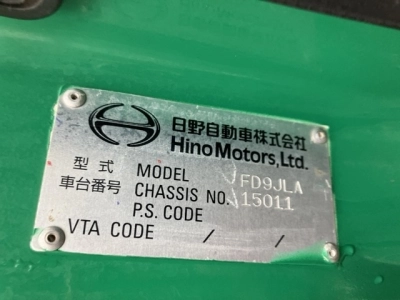 日野自動車株式会社
Hino Motors, Ltd.
型式 MODEL FD9JLA
車台番号 CHASSIS NO. 15011
P.S. CODE
VTA CODE / /